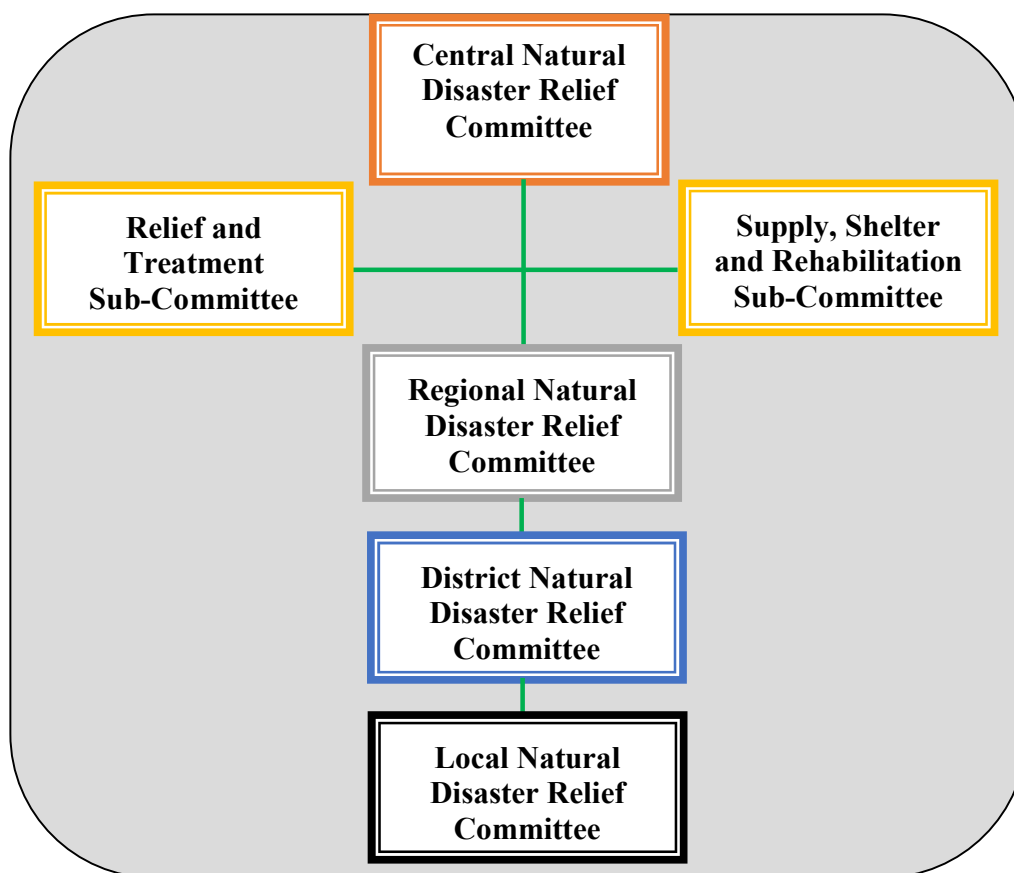 Central Natural
Disaster Relief
Committee
Relief and
Treatment
Sub-Committee
Supply, Shelter
and Rehabilitation
Sub-Committee
Regional Natural
Disaster Relief
Committee
District Natural
Disaster Relief
Committee
Local Natural
Disaster Relief
Committee